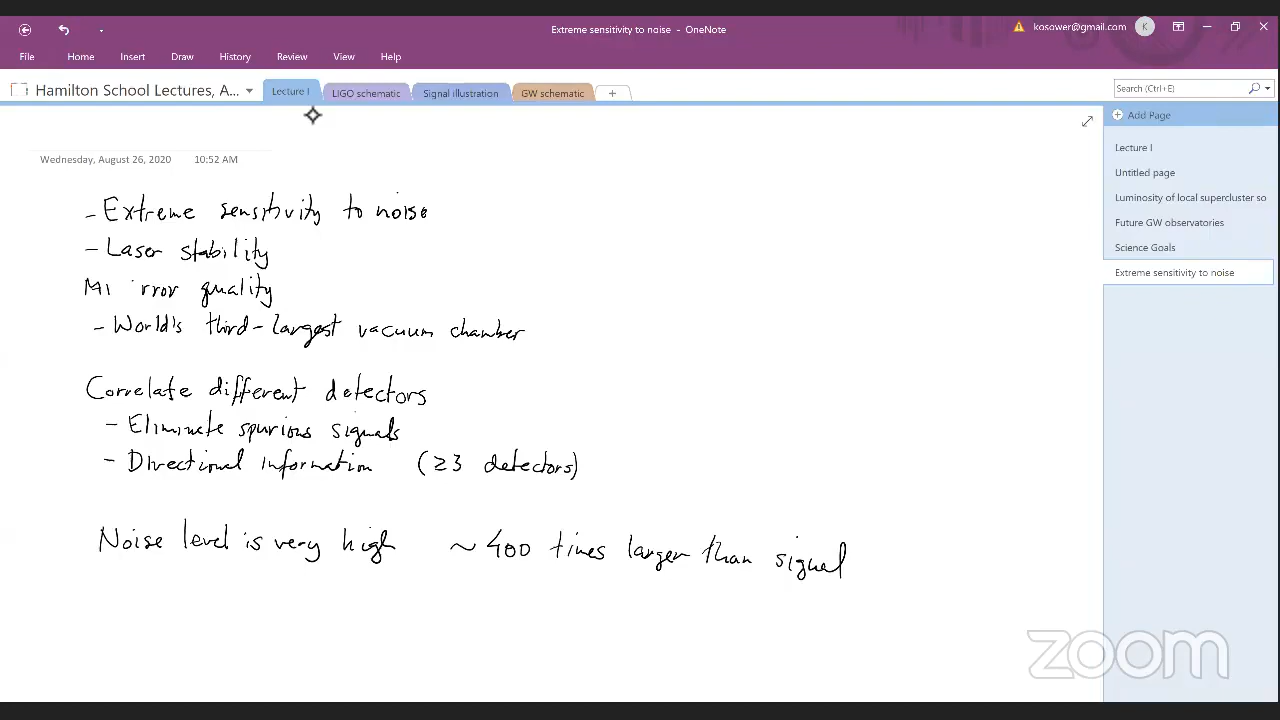 Extreme sensitivity to noise - OneNote
kosower@gmail.com
K
File Home Insert Draw History Review View Help
Hamilton School Lectures, A...
Lecture I
LIGO schematic
Signal illustration
GW schematic
Search (Ctrl+E)
Add Page
Lecture I
Untitled page
Luminosity of local supercluster so
Future GW observatories
Science Goals
Extreme sensitivity to noise
Wednesday, August 26, 2020 10:52 AM
- Extreme sensitivity to noise
- Laser stability
Mirror quality
- World's third-largest vacuum chamber
Correlate different detectors
- Eliminate spurious signals
- Directional information (≥3 detectors)
Noise level is very high ~ 400 times larger than signal
zoom